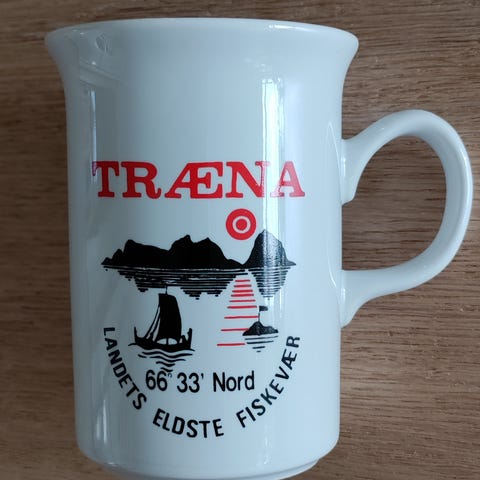 TRÆNA
66° 33' Nord
LANDETS ELDSTE FISKEVÆR